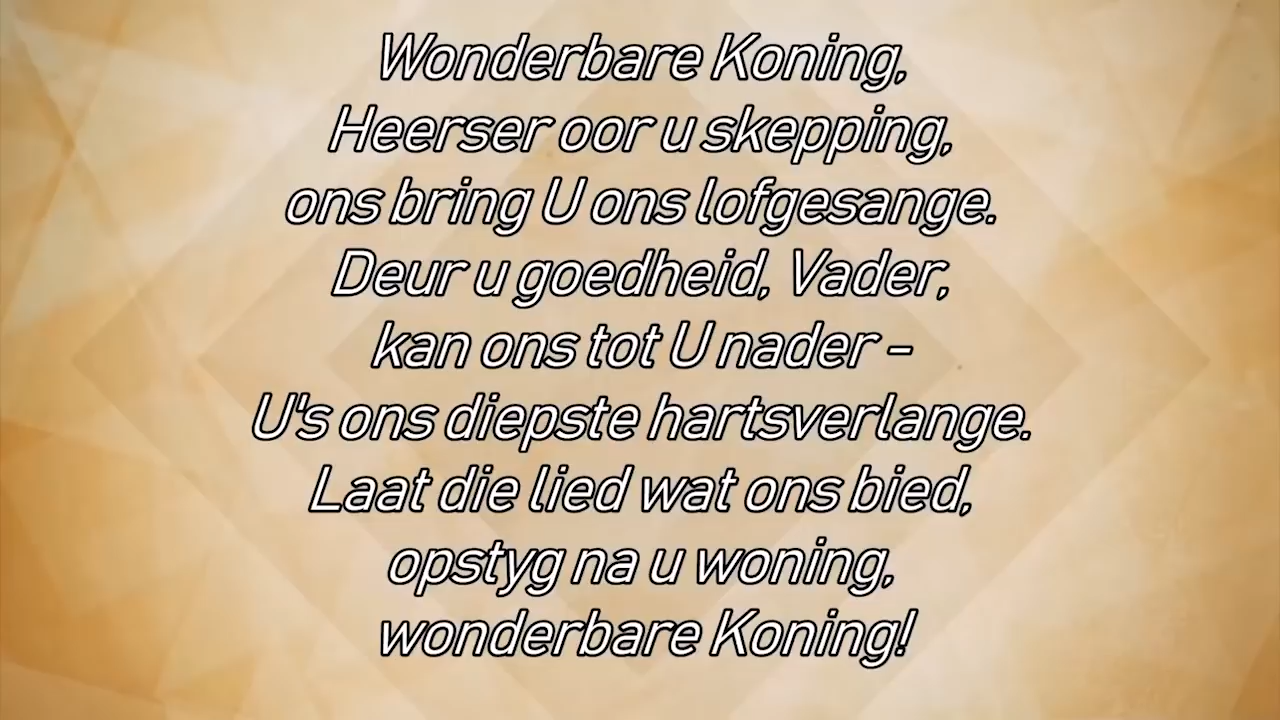 Wonderbare Koning,
Heerser oor u skepping,
ons bring U ons lofgesange.
Deur u goedheid, Vader,
kan ons tot U nader –
U's ons diepste hartsverlange.
Laat die lied wat ons bied,
opstyg na u woning,
wonderbare Koning!